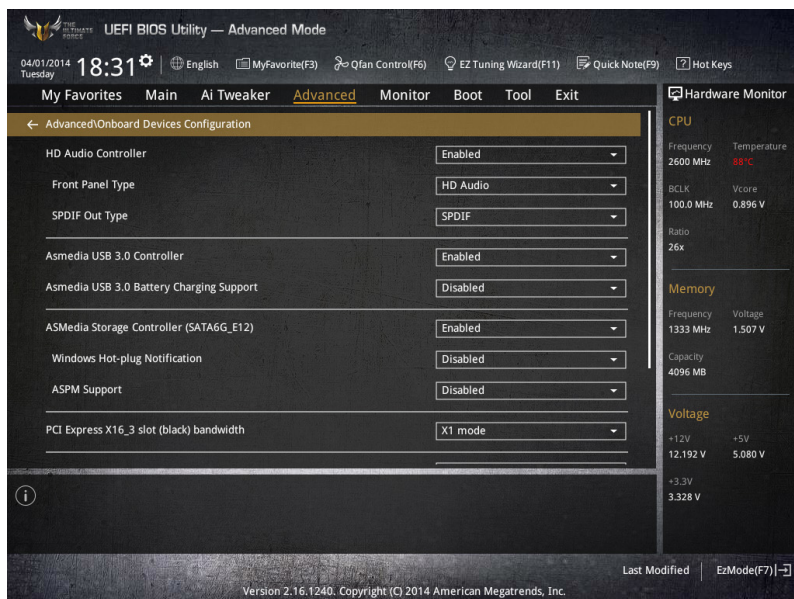 THE ULTIMATE FORCE
UEFI BIOS Utility — Advanced Mode
04/01/2014 Tuesday 18:31 English MyFavorite(F3) Qfan Control(F6) EZ Tuning Wizard(F11) Quick Note(F9) ? Hot Keys
My Favorites Main Ai Tweaker Advanced Monitor Boot Tool Exit
← Advanced\Onboard Devices Configuration
HD Audio Controller Enabled
Front Panel Type HD Audio
SPDIF Out Type SPDIF
Asmedia USB 3.0 Controller Enabled
Asmedia USB 3.0 Battery Charging Support Disabled
ASMedia Storage Controller (SATA6G_E12) Enabled
Windows Hot-plug Notification Disabled
ASPM Support Disabled
PCI Express X16_3 slot (black) bandwidth X1 mode
Hardware Monitor
CPU
Frequency Temperature
2600 MHz 88°C
BCLK Vcore
100.0 MHz 0.896 V
Ratio
26x
Memory
Frequency Voltage
1333 MHz 1.507 V
Capacity
4096 MB
Voltage
+12V +5V
12.192 V 5.080 V
+3.3V
3.328 V
i
Last Modified | EzMode(F7)
Version 2.16.1240. Copyright (C) 2014 American Megatrends, Inc.